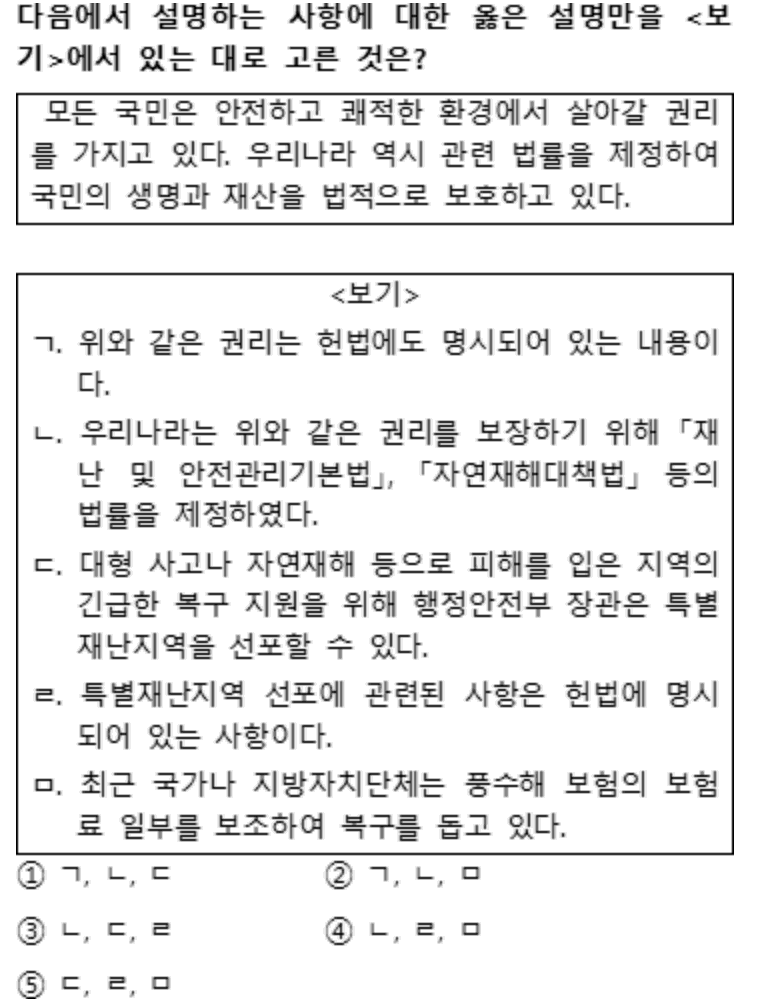 다음에서 설명하는 사항에 대한 옳은 설명만을 <보
기>에서 있는 대로 고른 것은?
모든 국민은 안전하고 쾌적한 환경에서 살아갈 권리
를 가지고 있다. 우리나라 역시 관련 법률을 제정하여
국민의 생명과 재산을 법적으로 보호하고 있다.
<보기>
ㄱ. 위와 같은 권리는 헌법에도 명시되어 있는 내용이
다.
ㄴ. 우리나라는 위와 같은 권리를 보장하기 위해「재
난 및 안전관리기본법」, 「자연재해대책법」 등의
법률을 제정하였다.
ㄷ. 대형 사고나 자연재해 등으로 피해를 입은 지역의
긴급한 복구 지원을 위해 행정안전부 장관은 특별
재난지역을 선포할 수 있다.
ㄹ. 특별재난지역 선포에 관련된 사항은 헌법에 명시
되어 있는 사항이다.
ㅁ. 최근 국가나 지방자치단체는 풍수해 보험의 보험
료 일부를 보조하여 복구를 돕고 있다.
① ㄱ, ㄴ, ㄷ ② ㄱ, ㄴ, ㅁ
③ ㄴ, ㄷ, ㄹ ④ ㄴ, ㄹ, ㅁ
⑤ ㄷ, ㄹ, ㅁ